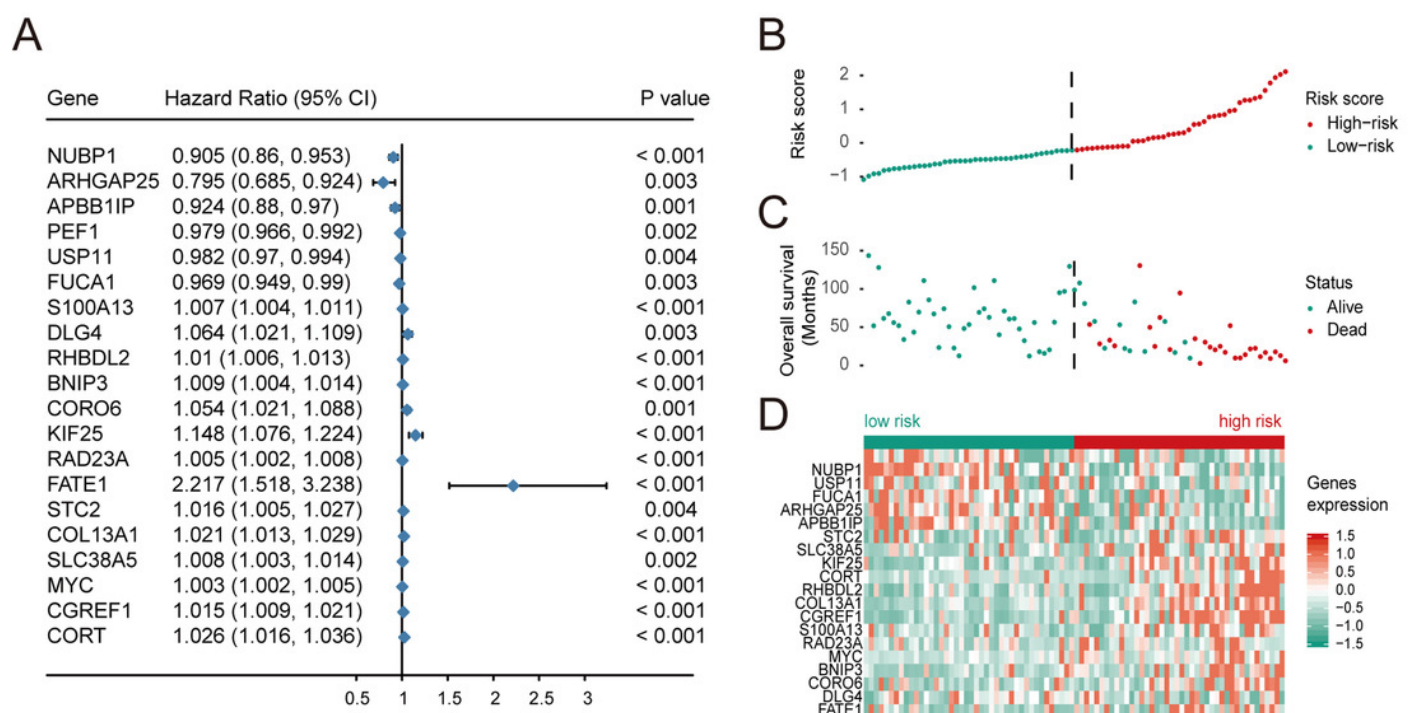 A
Gene Hazard Ratio (95% CI) P value
NUBP1 0.905 (0.86, 0.953) < 0.001
ARHGAP25 0.795 (0.685, 0.924) 0.003
APBB1IP 0.924 (0.88, 0.97) 0.001
PEF1 0.979 (0.966, 0.992) 0.002
USP11 0.982 (0.97, 0.994) 0.004
FUCA1 0.969 (0.949, 0.99) 0.003
S100A13 1.007 (1.004, 1.011) < 0.001
DLG4 1.064 (1.021, 1.109) 0.003
RHBDL2 1.01 (1.006, 1.013) < 0.001
BNIP3 1.009 (1.004, 1.014) < 0.001
CORO6 1.054 (1.021, 1.088) 0.001
KIF25 1.148 (1.076, 1.224) < 0.001
RAD23A 1.005 (1.002, 1.008) < 0.001
FATE1 2.217 (1.518, 3.238) < 0.001
STC2 1.016 (1.005, 1.027) 0.004
COL13A1 1.021 (1.013, 1.029) < 0.001
SLC38A5 1.008 (1.003, 1.014) 0.002
MYC 1.003 (1.002, 1.005) < 0.001
CGREF1 1.015 (1.009, 1.021) < 0.001
CORT 1.026 (1.016, 1.036) < 0.001
0.5 1 1.5 2 2.5 3
B
Risk score
2
1
0
−1
Risk score
High−risk
Low−risk
C
Overall survival
(Months)
150
100
50
0
Status
Alive
Dead
D
low risk high risk
NUBP1
USP11
FUCA1
ARHGAP25
APBB1IP
STC2
SLC38A5
KIF25
CORT
RHBDL2
COL13A1
CGREF1
S100A13
RAD23A
MYC
BNIP3
CORO6
DLG4
FATE1
Genes
expression
1.5
1.0
0.5
0.0
−0.5
−1.0
−1.5